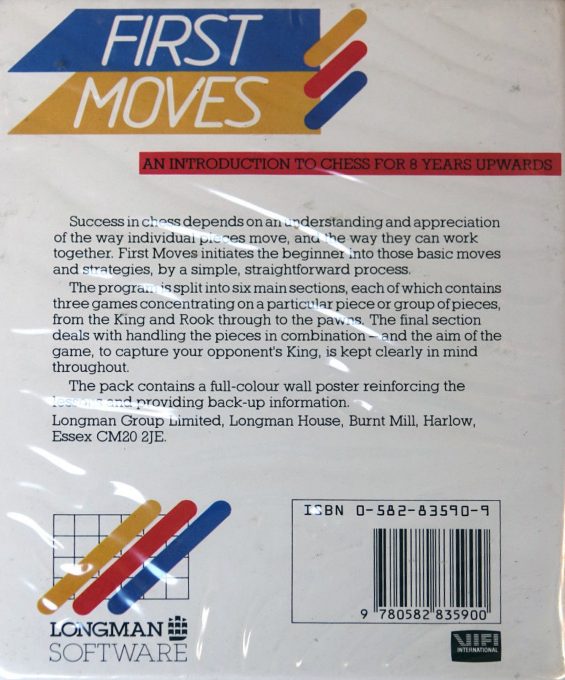 FIRST
MOVES
AN INTRODUCTION TO CHESS FOR 8 YEARS UPWARDS
Success in chess depends on an understanding and appreciation
of the way individual pieces move, and the way they can work
together. First Moves initiates the beginner into those basic moves
and strategies, by a simple, straightforward process.
The program is split into six main sections, each of which contains
three games concentrating on a particular piece or group of pieces,
from the King and Rook through to the pawns. The final section
deals with handling the pieces in combination – and the aim of the
game, to capture your opponent's King, is kept clearly in mind
throughout.
The pack contains a full-colour wall poster reinforcing the
lessons and providing back-up information.
Longman Group Limited, Longman House, Burnt Mill, Harlow,
Essex CM20 2JE.
ISBN 0-582-83590-9
9 780582 835900
LONGMAN
SOFTWARE
VIFI
INTERNATIONAL